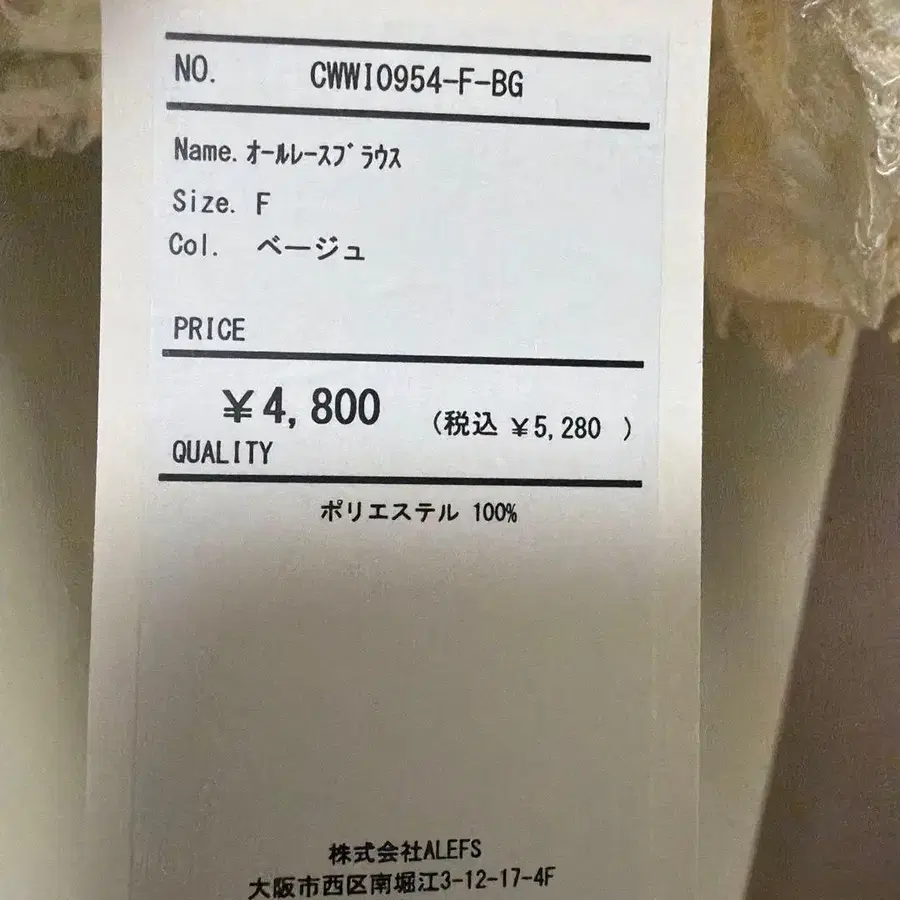 NO. CWWI0954-F-BG
Name. オールレースブラウス
Size. F
Col. ベージュ
PRICE
¥4,800 (税込 ¥5,280 )
QUALITY
ポリエステル 100%
株式会社ALEFS
大阪市西区南堀江3-12-17-4F